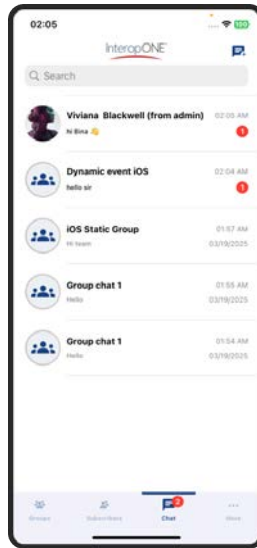 02:05
InteropONE
Search
Viviana Blackwell (from admin) 02:05 AM
hi Bina 1
Dynamic event iOS 02:04 AM
hello sir 1
iOS Static Group 01:57 AM
Hi team 03/19/2025
Group chat 1 01:55 AM
Hello 03/19/2025
Group chat 1 01:54 AM
Hello 03/19/2025
2
Groups Subscribers Chat More